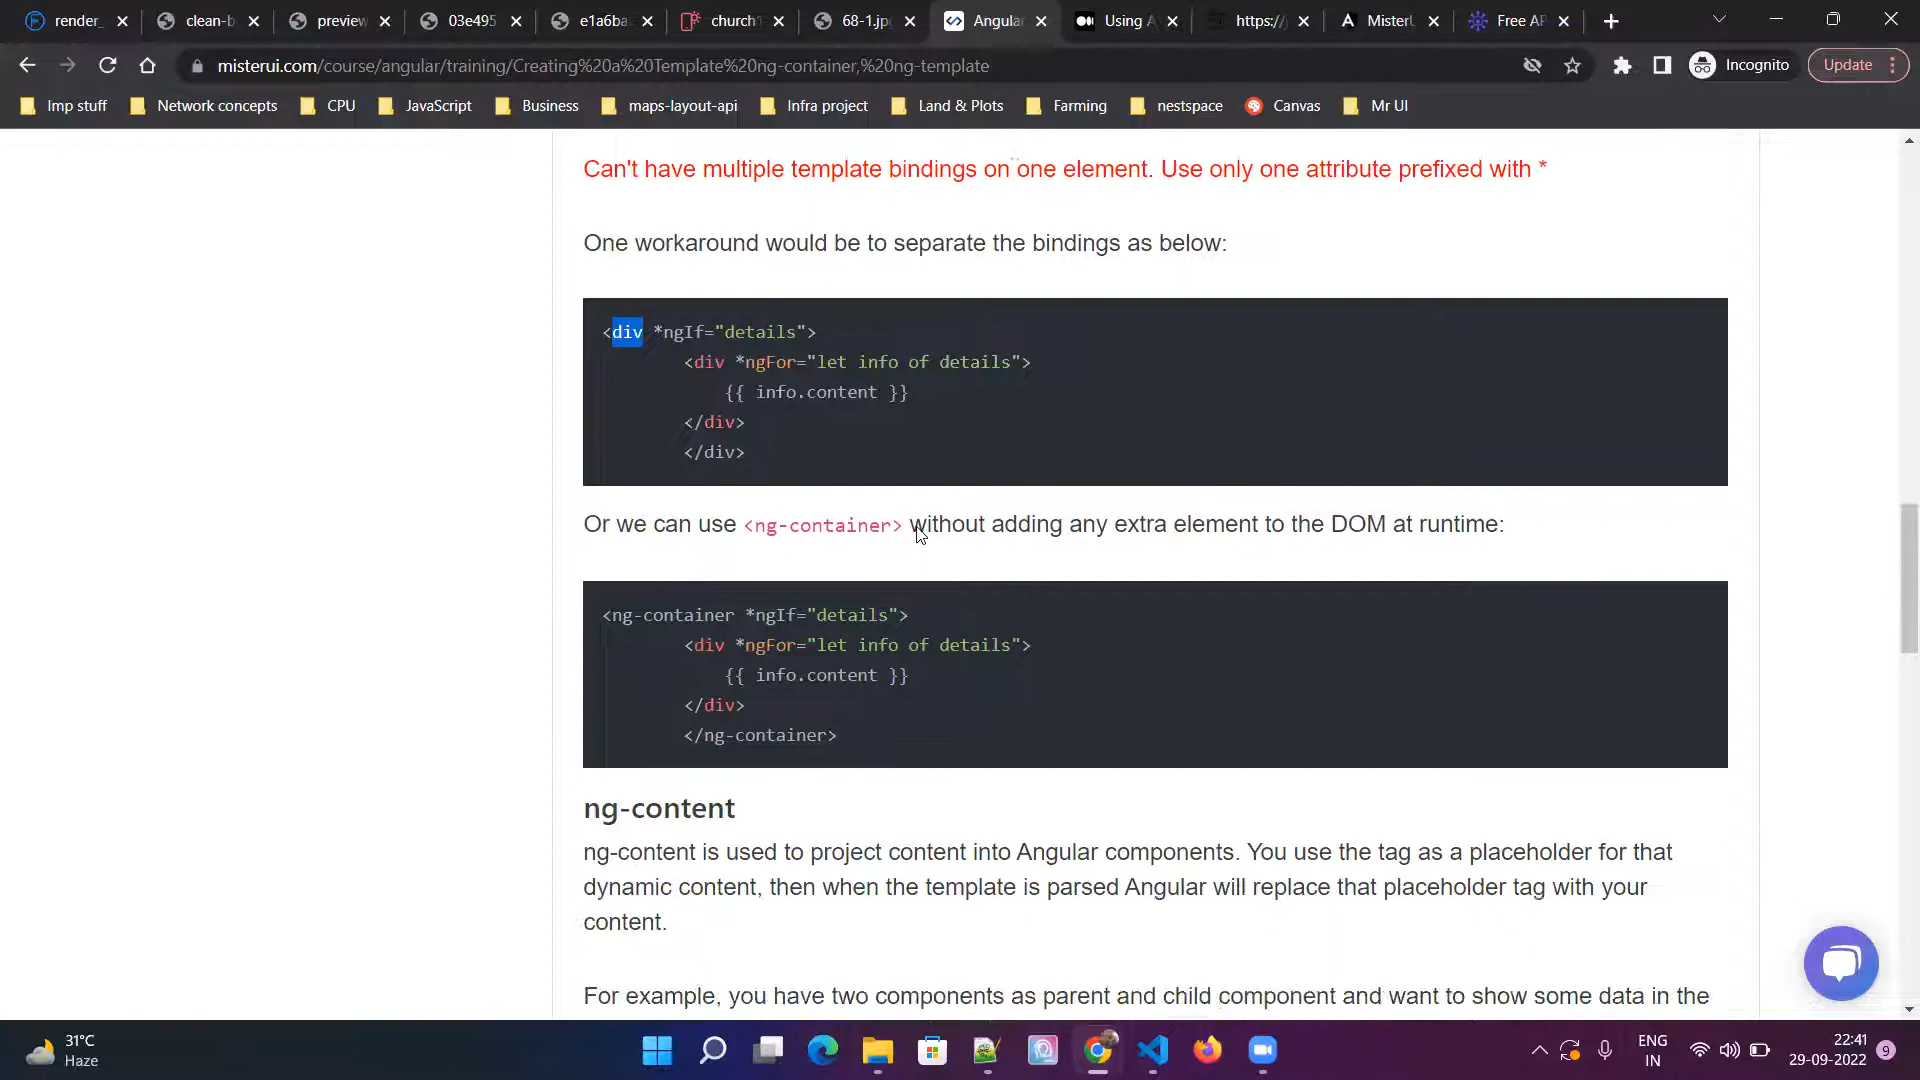 render_
clean-b
preview
03e495
e1a6ba
church1
68-1.jp
Angular
Using A
https://
MisterU
Free AP
misterui.com/course/angular/training/Creating%20a%20Template%20ng-container,%20ng-template
Incognito
Update
Imp stuff
Network concepts
CPU
JavaScript
Business
maps-layout-api
Infra project
Land & Plots
Farming
nestspace
Canvas
Mr UI
Can't have multiple template bindings on one element. Use only one attribute prefixed with *
One workaround would be to separate the bindings as below:
<div *ngIf="details">
<div *ngFor="let info of details">
{{ info.content }}
</div>
</div>
Or we can use <ng-container> without adding any extra element to the DOM at runtime:
<ng-container *ngIf="details">
<div *ngFor="let info of details">
{{ info.content }}
</div>
</ng-container>
ng-content
ng-content is used to project content into Angular components. You use the tag as a placeholder for that
dynamic content, then when the template is parsed Angular will replace that placeholder tag with your
content.
For example, you have two components as parent and child component and want to show some data in the
31°C
Haze
ENG
IN
22:41
29-09-2022
9